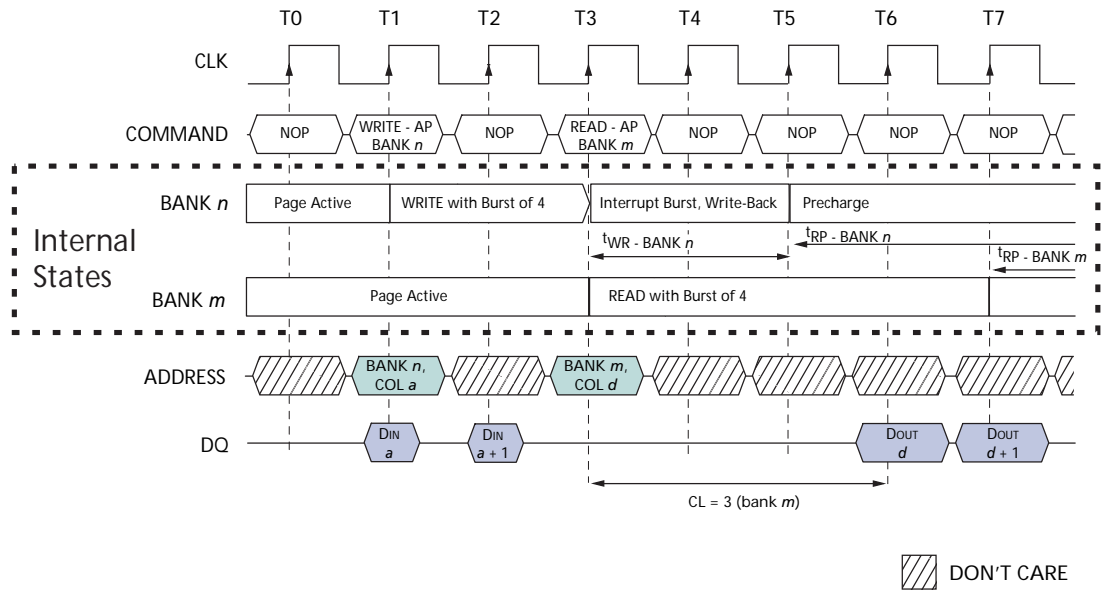 T0 T1 T2 T3 T4 T5 T6 T7
CLK
COMMAND NOP WRITE - AP BANK n NOP READ - AP BANK m NOP NOP NOP NOP
Internal States
BANK n Page Active WRITE with Burst of 4 Interrupt Burst, Write-Back Precharge
tWR - BANK n tRP - BANK n
tRP - BANK m
BANK m Page Active READ with Burst of 4
ADDRESS BANK n, COL a BANK m, COL d
DQ DIN a DIN a + 1 DOUT d DOUT d + 1
CL = 3 (bank m)
DON'T CARE